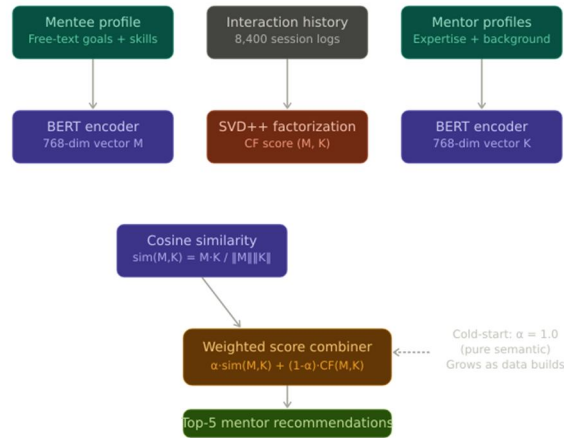 Mentee profile
Free-text goals + skills
Interaction history
8,400 session logs
Mentor profiles
Expertise + background
BERT encoder
768-dim vector M
SVD++ factorization
CF score (M, K)
BERT encoder
768-dim vector K
Cosine similarity
sim(M,K) = M·K / ‖M‖‖K‖
Weighted score combiner
α·sim(M,K) + (1-α)·CF(M,K)
Cold-start: α = 1.0
(pure semantic)
Grows as data builds
Top-5 mentor recommendations